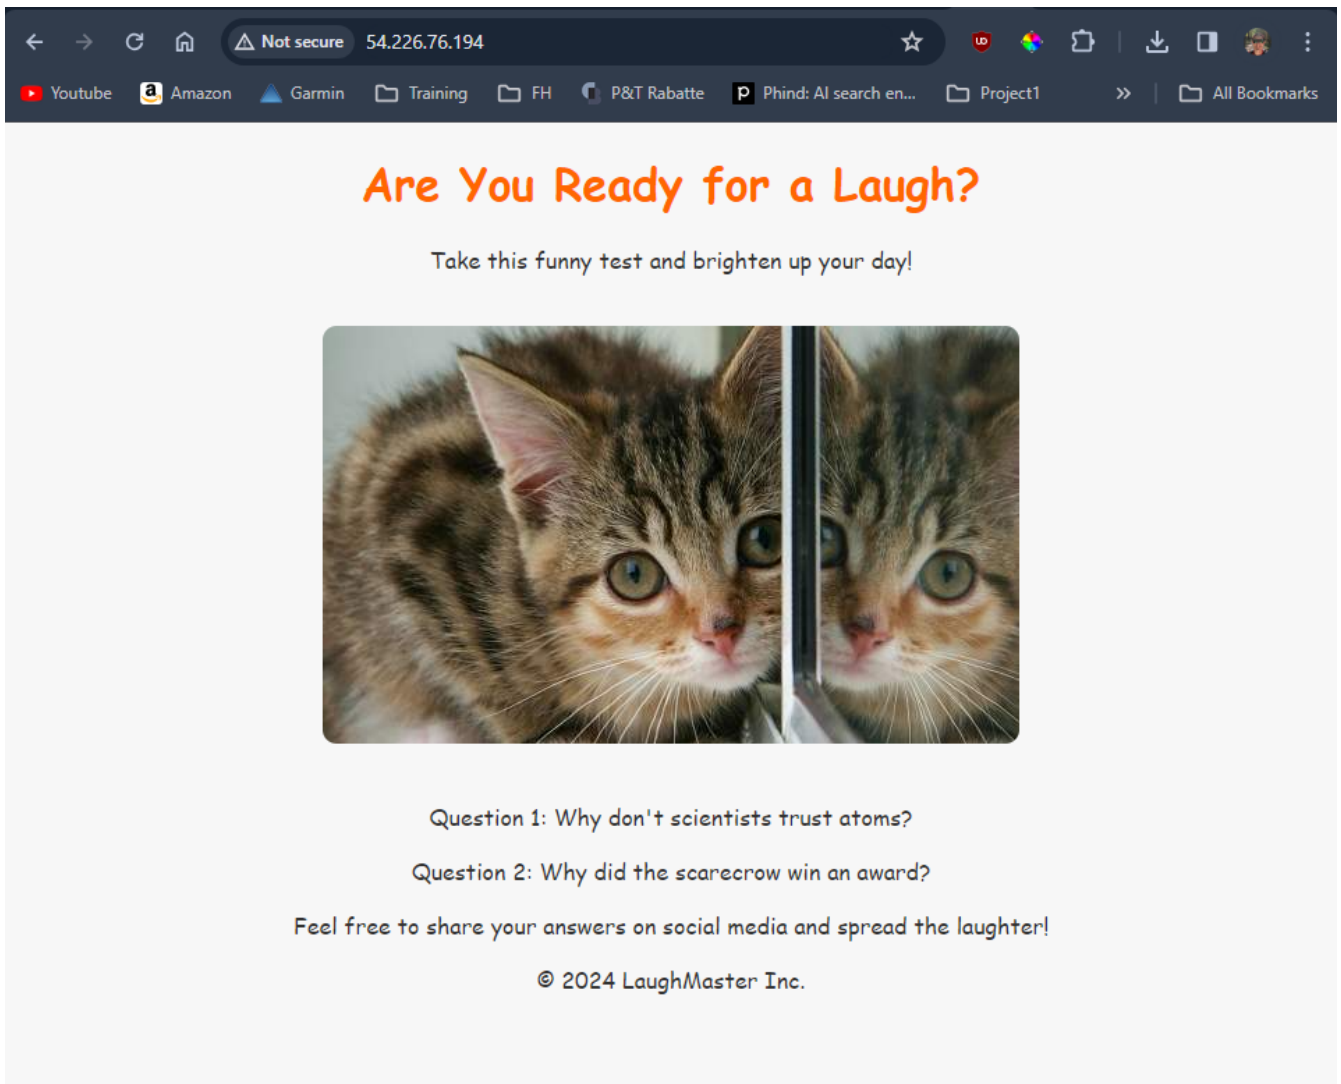 Not secure 54.226.76.194
Youtube Amazon Garmin Training FH P&T Rabatte Phind: AI search en... Project1 » All Bookmarks
Are You Ready for a Laugh?
Take this funny test and brighten up your day!
Question 1: Why don't scientists trust atoms?
Question 2: Why did the scarecrow win an award?
Feel free to share your answers on social media and spread the laughter!
© 2024 LaughMaster Inc.